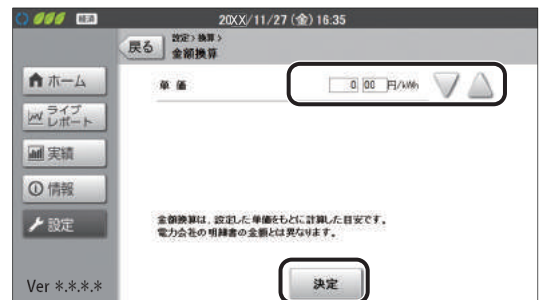 経済
20XX/11/27(金)16:35
戻る
設定>換算>
金額換算
ホーム
ライブ
レポート
実績
情報
設定
Ver *.*.*.*
単価
0 00 円/kWh
金額換算は、設定した単価をもとに計算した目安です。
電力会社の明細書の金額とは異なります。
決定